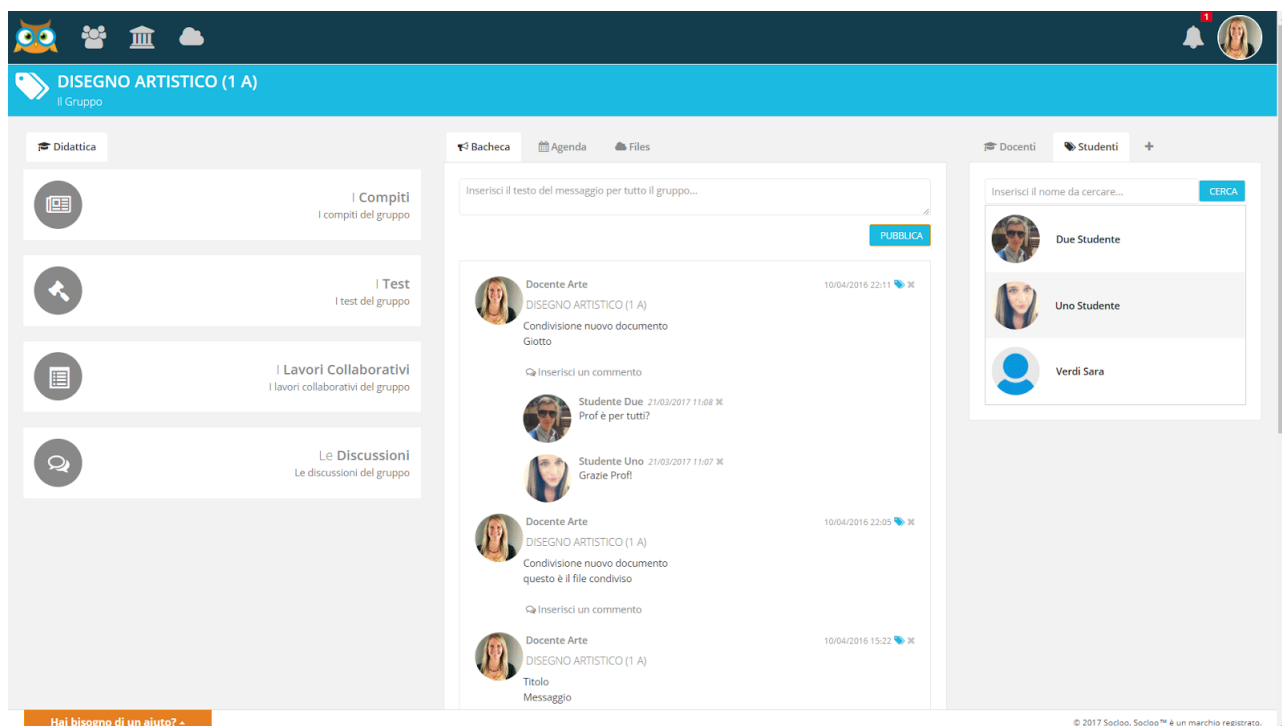 1
DISEGNO ARTISTICO (1 A)
Il Gruppo
Didattica
I Compiti
I compiti del gruppo
I Test
I test del gruppo
I Lavori Collaborativi
I lavori collaborativi del gruppo
Le Discussioni
Le discussioni del gruppo
Bacheca Agenda Files
Inserisci il testo del messaggio per tutto il gruppo...
PUBBLICA
Docente Arte 10/04/2016 22:11
DISEGNO ARTISTICO (1 A)
Condivisione nuovo documento
Giotto
Inserisci un commento
Studente Due 21/03/2017 11:08
Prof è per tutti?
Studente Uno 21/03/2017 11:07
Grazie Prof!
Docente Arte 10/04/2016 22:05
DISEGNO ARTISTICO (1 A)
Condivisione nuovo documento
questo è il file condiviso
Inserisci un commento
Docente Arte 10/04/2016 15:22
DISEGNO ARTISTICO (1 A)
Titolo
Messaggio
Docenti Studenti +
Inserisci il nome da cercare... CERCA
Due Studente
Uno Studente
Verdi Sara
Hai bisogno di un aiuto?
© 2017 Socloo. Socloo™ è un marchio registrato.